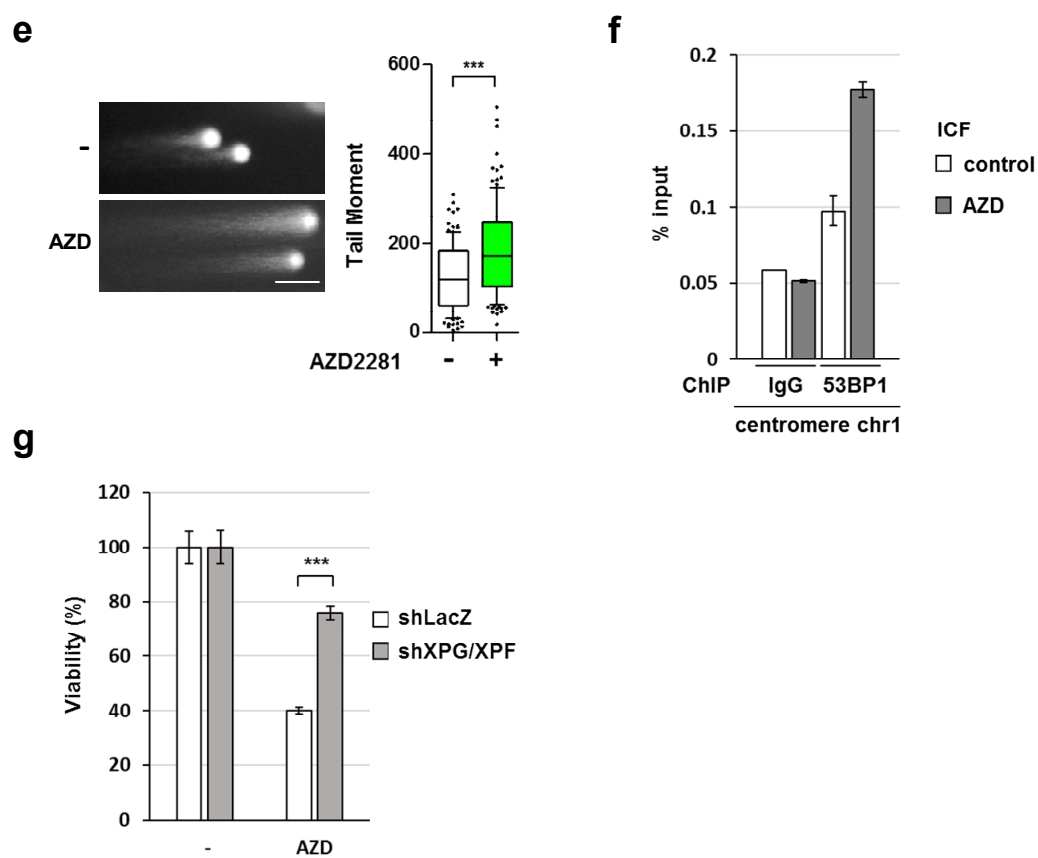 e
-
AZD
Tail Moment
600
400
200
0
***
AZD2281 - +
f
% input
0.2
0.15
0.1
0.05
0
ICF
control
AZD
ChIP IgG 53BP1
centromere chr1
g
Viability (%)
120
100
80
60
40
20
0
***
shLacZ
shXPG/XPF
- AZD